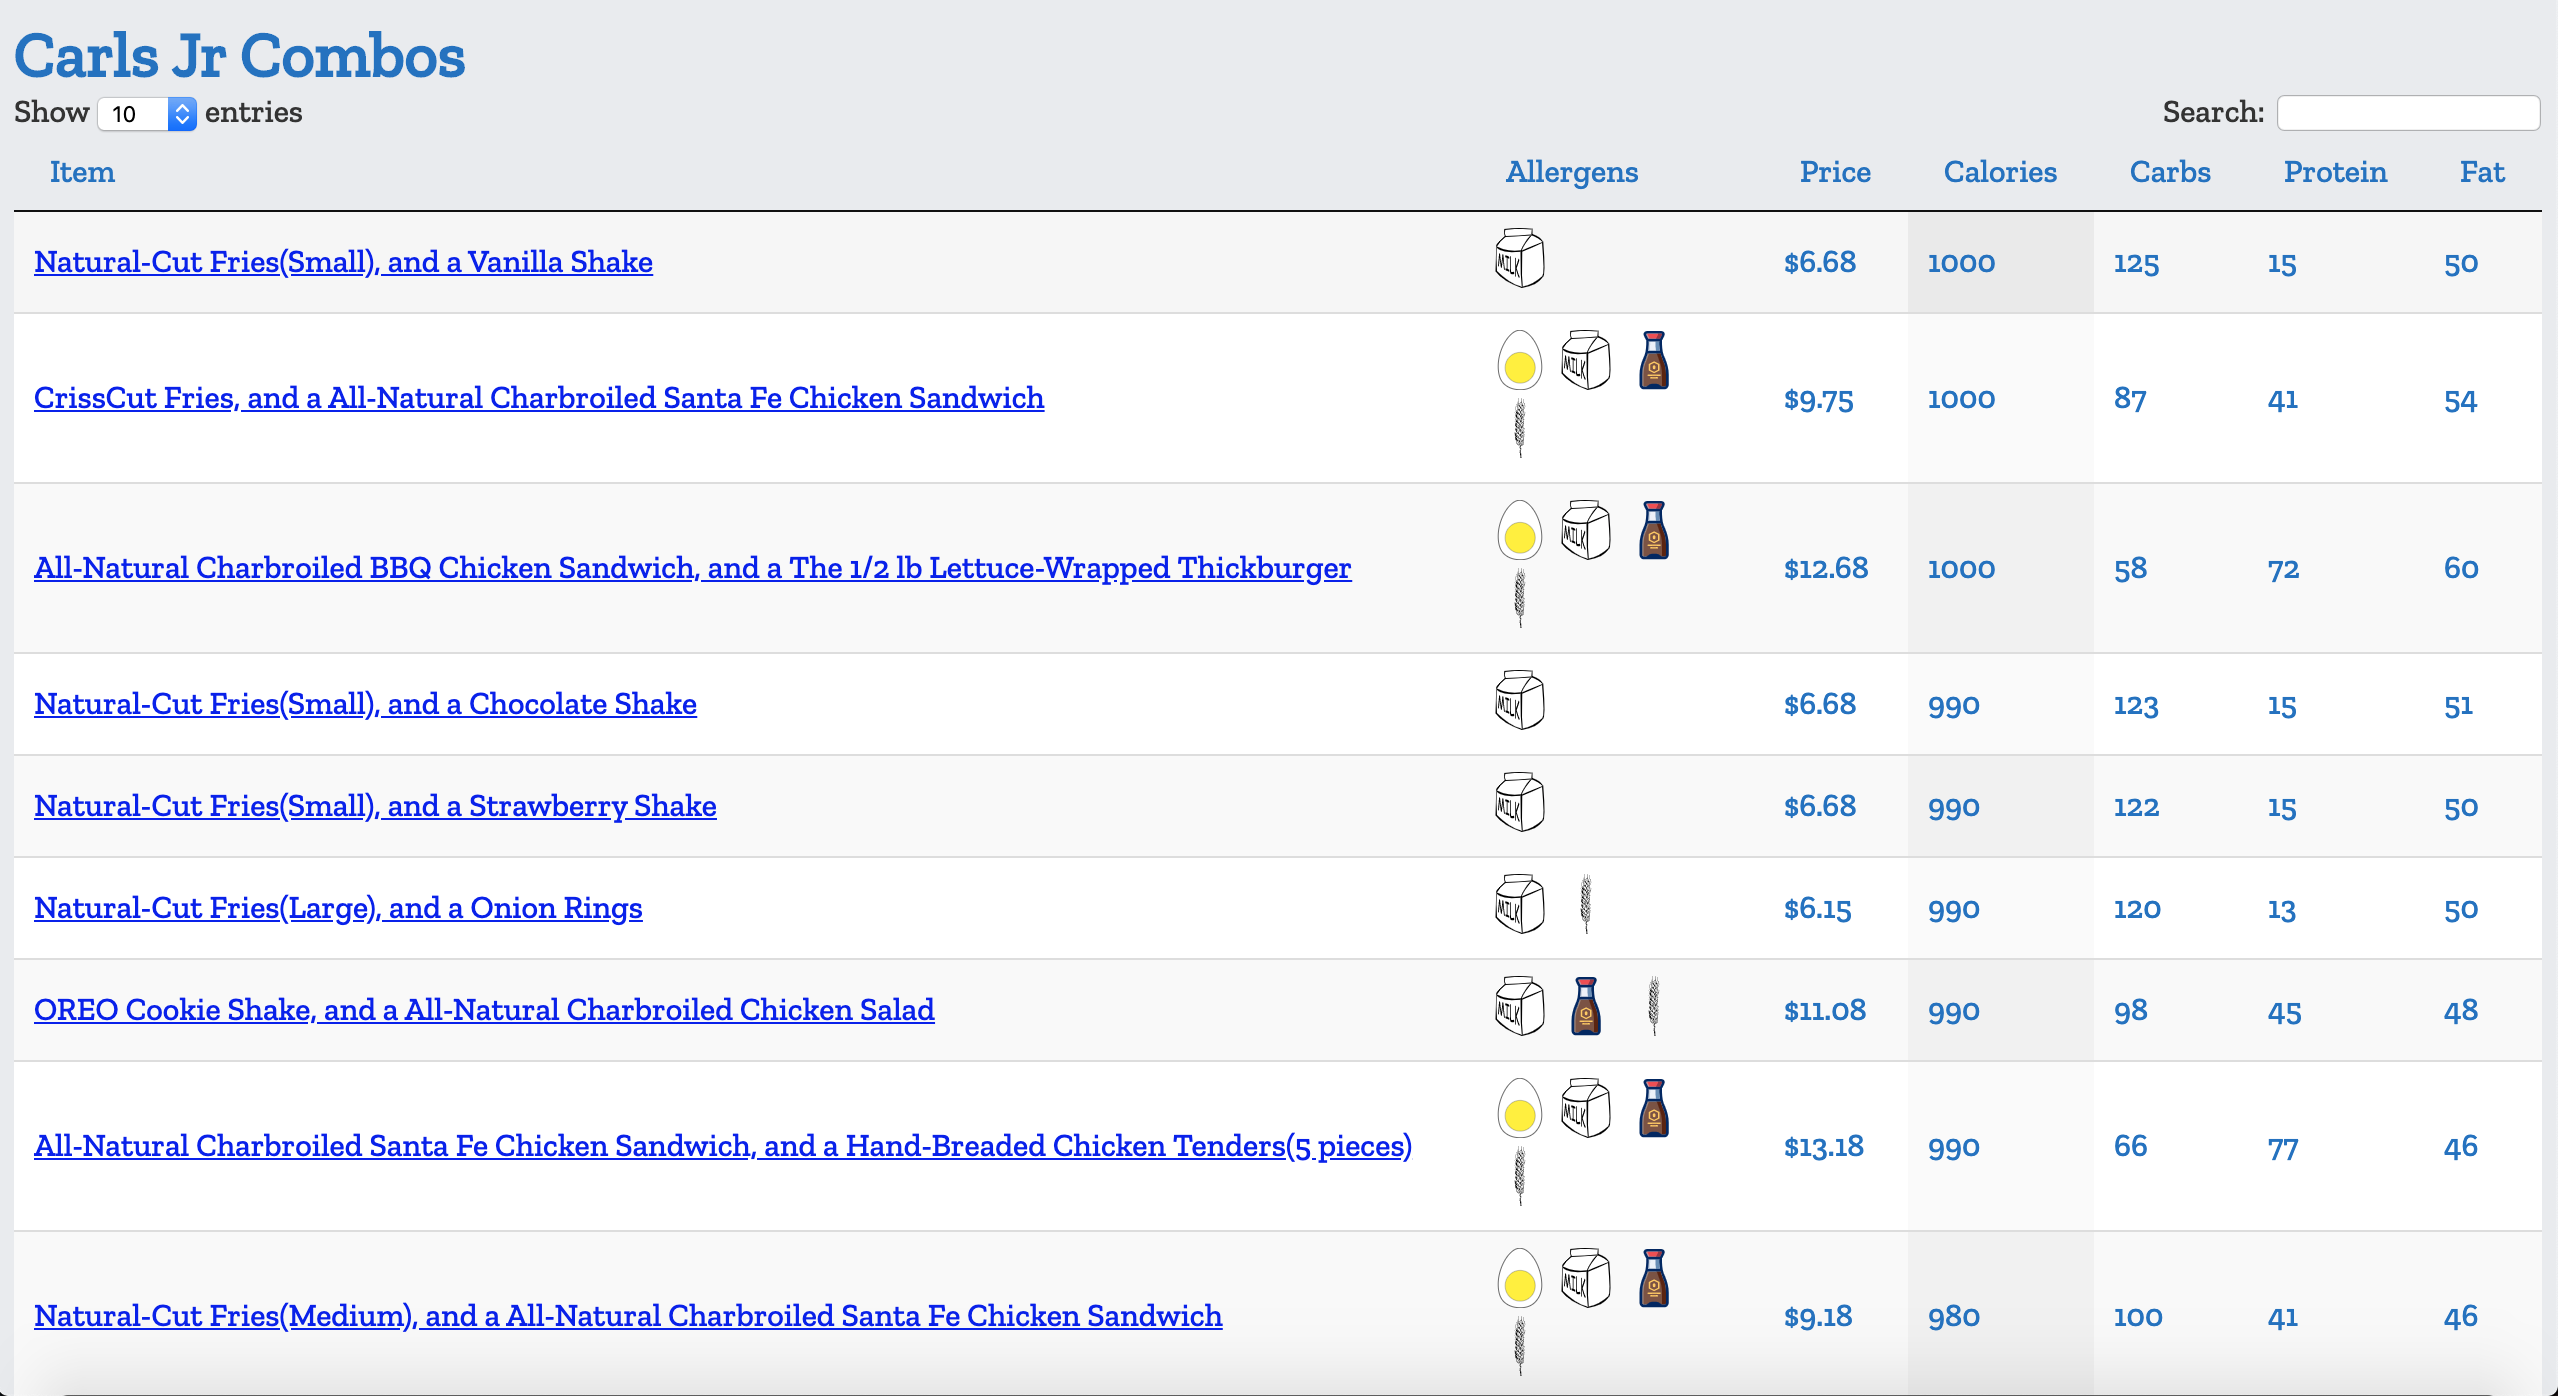 Carls Jr Combos
Show 10 entries Search:
Item Allergens Price Calories Carbs Protein Fat
Natural-Cut Fries(Small), and a Vanilla Shake MILK $6.68 1000 125 15 50
CrissCut Fries, and a All-Natural Charbroiled Santa Fe Chicken Sandwich MILK $9.75 1000 87 41 54
All-Natural Charbroiled BBQ Chicken Sandwich, and a The 1/2 lb Lettuce-Wrapped Thickburger MILK $12.68 1000 58 72 60
Natural-Cut Fries(Small), and a Chocolate Shake MILK $6.68 990 123 15 51
Natural-Cut Fries(Small), and a Strawberry Shake MILK $6.68 990 122 15 50
Natural-Cut Fries(Large), and a Onion Rings MILK $6.15 990 120 13 50
OREO Cookie Shake, and a All-Natural Charbroiled Chicken Salad MILK $11.08 990 98 45 48
All-Natural Charbroiled Santa Fe Chicken Sandwich, and a Hand-Breaded Chicken Tenders(5 pieces) MILK $13.18 990 66 77 46
Natural-Cut Fries(Medium), and a All-Natural Charbroiled Santa Fe Chicken Sandwich MILK $9.18 980 100 41 46